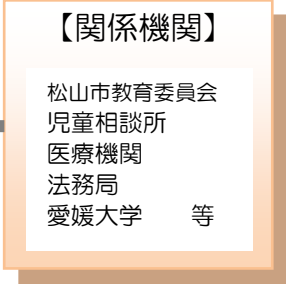 【関係機関】
松山市教育委員会
児童相談所
医療機関
法務局
愛媛大学　　等